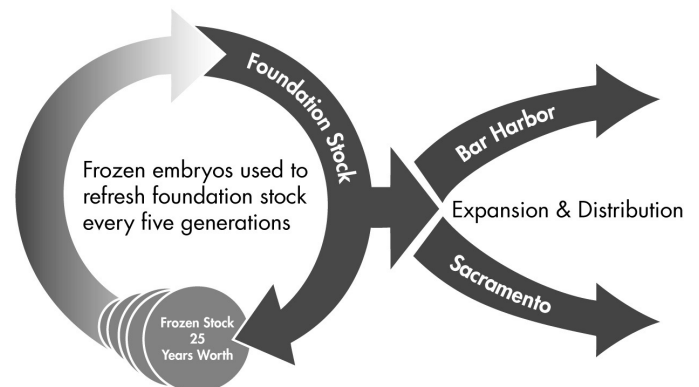 Foundation Stock
Bar Harbor
Frozen embryos used to
refresh foundation stock
every five generations
Expansion & Distribution
Sacramento
Frozen Stock
25
Years Worth